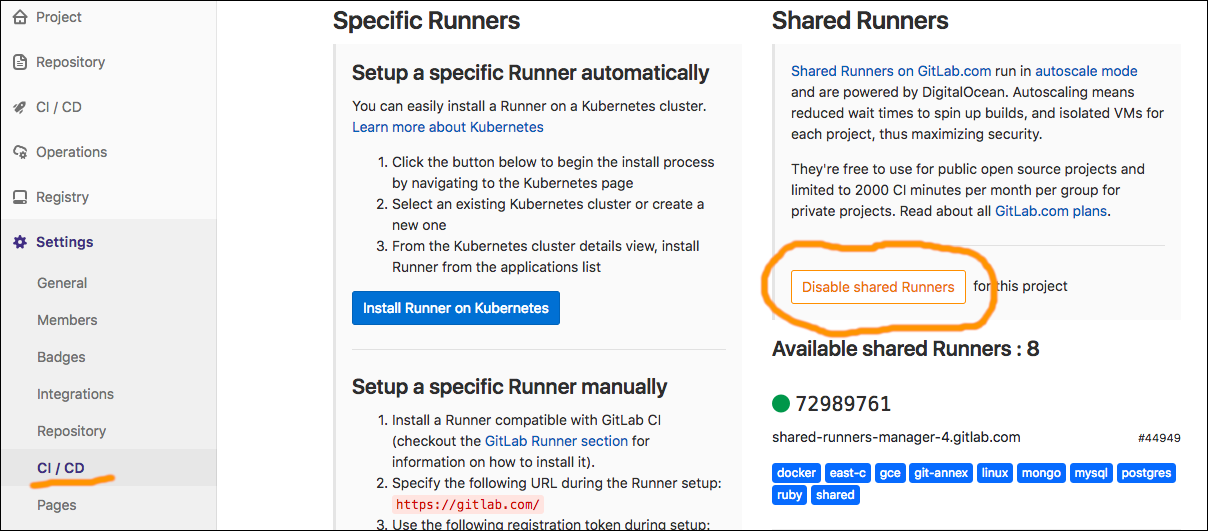 Project
Repository
CI / CD
Operations
Registry
Settings
General
Members
Badges
Integrations
Repository
CI / CD
Pages
Specific Runners
Setup a specific Runner automatically
You can easily install a Runner on a Kubernetes cluster.
Learn more about Kubernetes
1. Click the button below to begin the install process
by navigating to the Kubernetes page
2. Select an existing Kubernetes cluster or create a
new one
3. From the Kubernetes cluster details view, install
Runner from the applications list
Install Runner on Kubernetes
Setup a specific Runner manually
1. Install a Runner compatible with GitLab CI
(checkout the GitLab Runner section for
information on how to install it).
2. Specify the following URL during the Runner setup:
https://gitlab.com/
3. Use the following registration token during setup:
Shared Runners
Shared Runners on GitLab.com run in autoscale mode
and are powered by DigitalOcean. Autoscaling means
reduced wait times to spin up builds, and isolated VMs for
each project, thus maximizing security.
They're free to use for public open source projects and
limited to 2000 CI minutes per month per group for
private projects. Read about all GitLab.com plans.
Disable shared Runners for this project
Available shared Runners : 8
72989761
shared-runners-manager-4.gitlab.com #44949
docker east-c gce git-annex linux mongo mysql postgres
ruby shared